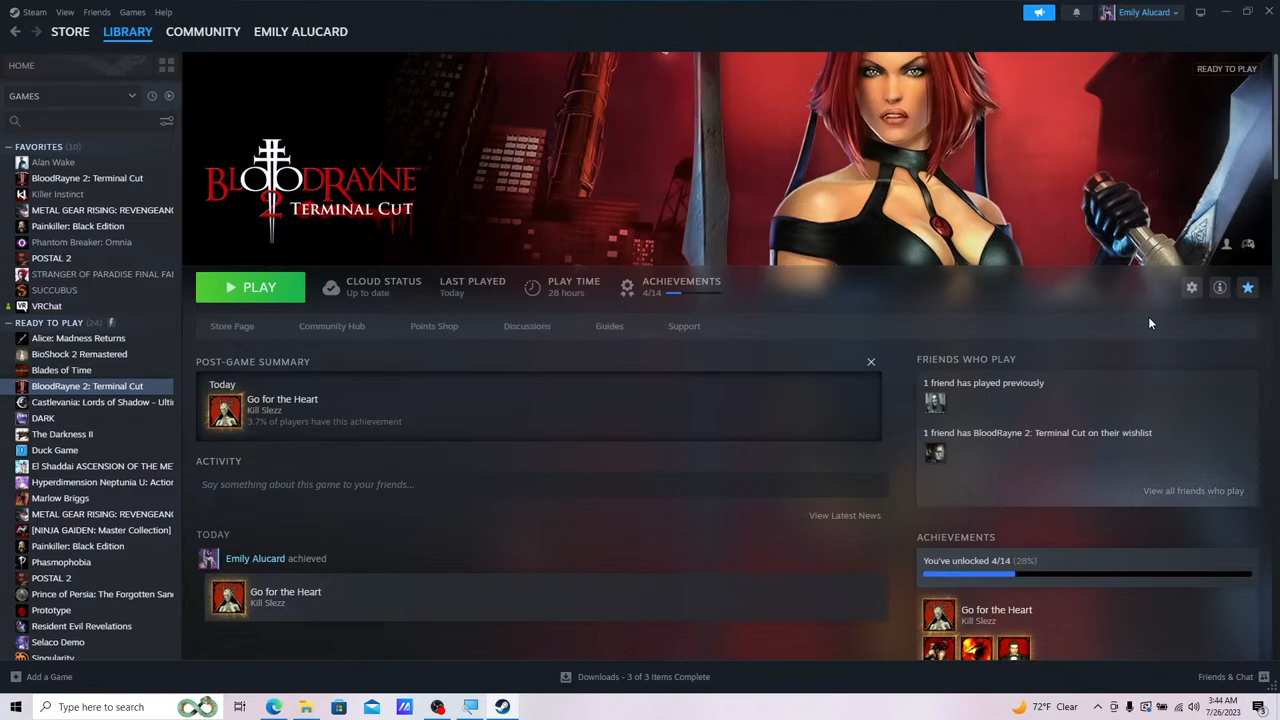 Steam View Friends Games Help
Emily Alucard
STORE LIBRARY COMMUNITY EMILY ALUCARD
HOME
READY TO PLAY
GAMES
FAVORITES (10)
Alan Wake
BloodRayne 2: Terminal Cut
Killer Instinct
METAL GEAR RISING: REVENGEANC
Painkiller: Black Edition
Phantom Breaker: Omnia
POSTAL 2
STRANGER OF PARADISE FINAL FA
SUCCUBUS
VRChat
READY TO PLAY (24)
Alice: Madness Returns
BioShock 2 Remastered
Blades of Time
BloodRayne 2: Terminal Cut
Castlevania: Lords of Shadow - Ulti
DARK
The Darkness II
Duck Game
El Shaddai ASCENSION OF THE ME
Hyperdimension Neptunia U: Action
Marlow Briggs
METAL GEAR RISING: REVENGEANC
[NINJA GAIDEN: Master Collection]
Painkiller: Black Edition
Phasmophobia
POSTAL 2
Prince of Persia: The Forgotten Sand
Prototype
Resident Evil Revelations
Selaco Demo
Singularity
BLOODRAYNE
2 TERMINAL CUT
PLAY
CLOUD STATUS
Up to date
LAST PLAYED
Today
PLAY TIME
28 hours
ACHIEVEMENTS
4/14
Store Page Community Hub Points Shop Discussions Guides Support
POST-GAME SUMMARY
Today
Go for the Heart
Kill Slezz
3.7% of players have this achievement
ACTIVITY
Say something about this game to your friends...
View Latest News
TODAY
Emily Alucard achieved
Go for the Heart
Kill Slezz
FRIENDS WHO PLAY
1 friend has played previously
1 friend has BloodRayne 2: Terminal Cut on their wishlist
View all friends who play
ACHIEVEMENTS
You've unlocked 4/14 (28%)
Go for the Heart
Kill Slezz
Add a Game
Downloads - 3 of 3 Items Complete
Friends & Chat
Type here to search
72°F Clear
3:44 AM
7/26/2023
3